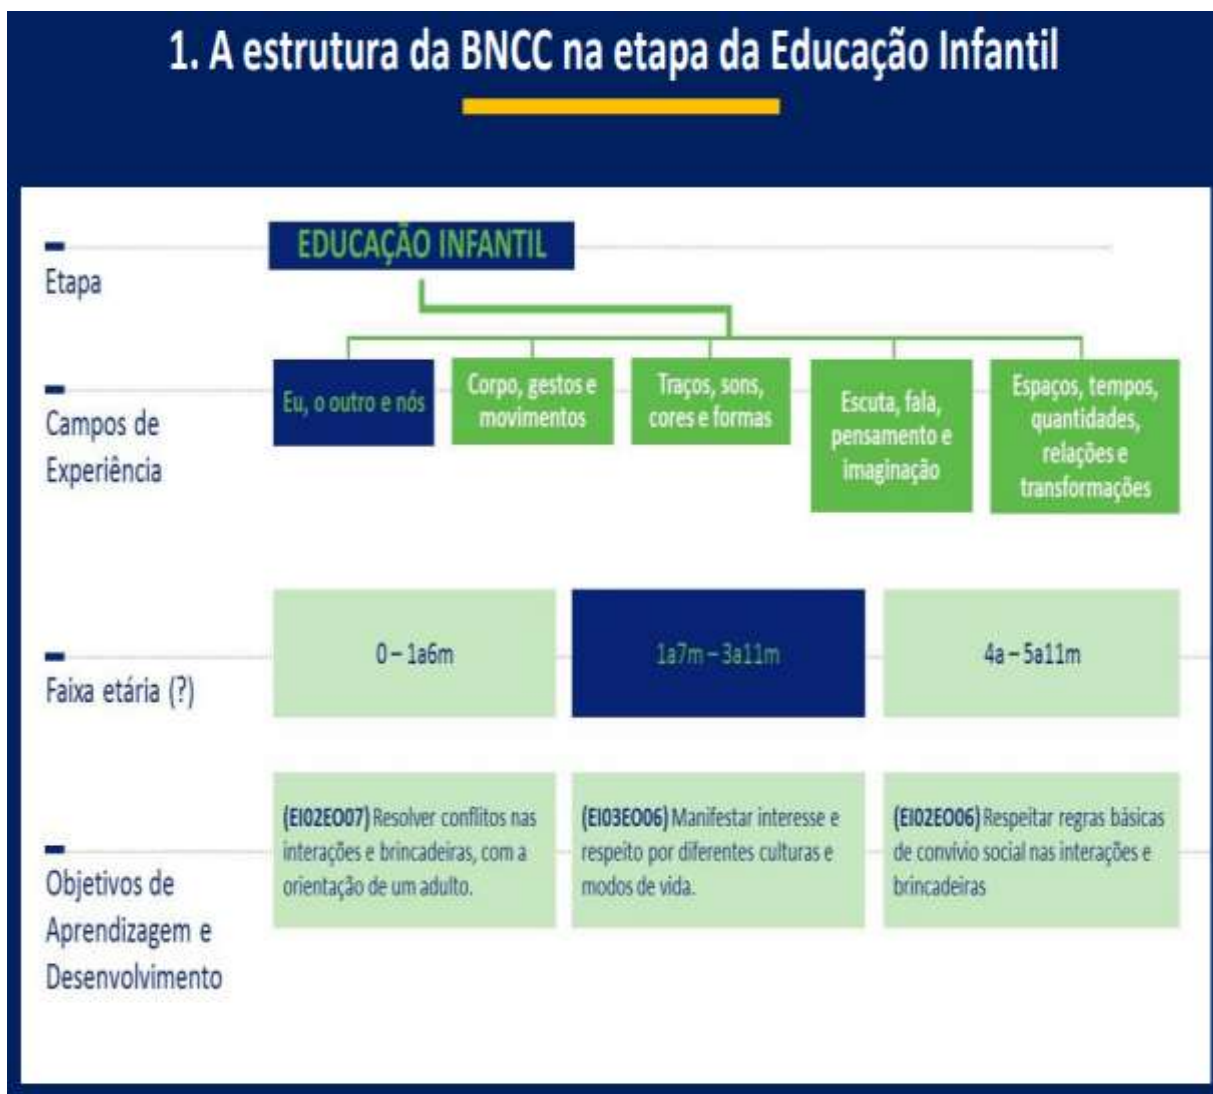 1. A estrutura da BNCC na etapa da Educação Infantil
EDUCAÇÃO INFANTIL
Etapa
Campos de
Experiência
Eu, o outro e nós
Corpo, gestos e
movimentos
Traços, sons,
cores e formas
Escuta, fala,
pensamento e
imaginação
Espaços, tempos,
quantidades,
relações e
transformações
Faixa etária (?)
0 – 1a6m
1a7m – 3a11m
4a – 5a11m
Objetivos de
Aprendizagem e
Desenvolvimento
(EI02EO07) Resolver conflitos nas
interações e brincadeiras, com a
orientação de um adulto.
(EI03EO06) Manifestar interesse e
respeito por diferentes culturas e
modos de vida.
(EI02EO06) Respeitar regras básicas
de convívio social nas interações e
brincadeiras